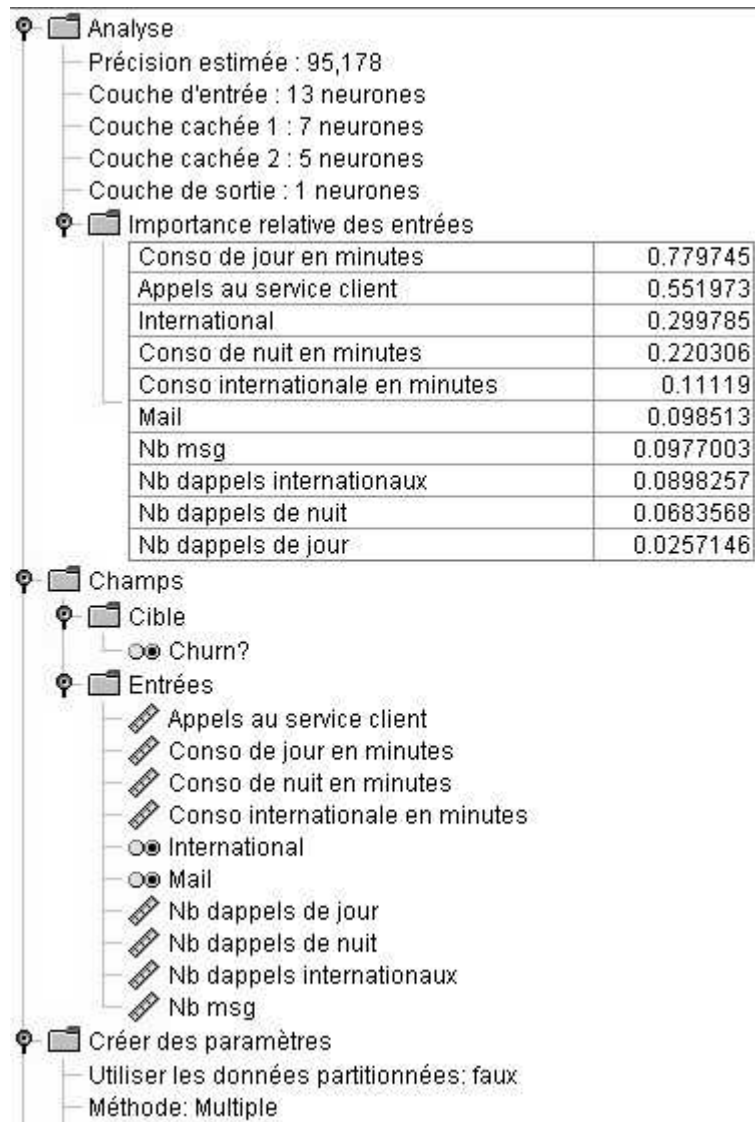 Analyse
Précision estimée : 95,178
Couche d'entrée : 13 neurones
Couche cachée 1 : 7 neurones
Couche cachée 2 : 5 neurones
Couche de sortie : 1 neurones
Importance relative des entrées
Conso de jour en minutes 0.779745
Appels au service client 0.551973
International 0.299785
Conso de nuit en minutes 0.220306
Conso internationale en minutes 0.11119
Mail 0.098513
Nb msg 0.0977003
Nb dappels internationaux 0.0898257
Nb dappels de nuit 0.0683568
Nb dappels de jour 0.0257146
Champs
Cible
Churn?
Entrées
Appels au service client
Conso de jour en minutes
Conso de nuit en minutes
Conso internationale en minutes
International
Mail
Nb dappels de jour
Nb dappels de nuit
Nb dappels internationaux
Nb msg
Créer des paramètres
Utiliser les données partitionnées: faux
Méthode: Multiple